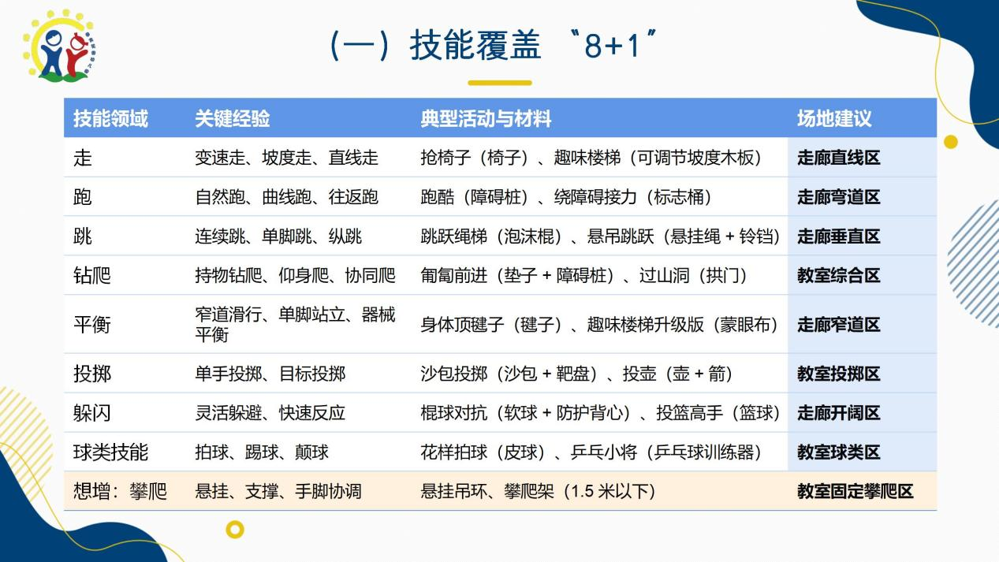 （一）技能覆盖 “8+1”
技能领域 关键经验 典型活动与材料 场地建议
走 变速走、坡度走、直线走 抢椅子（椅子）、趣味楼梯（可调节坡度木板） 走廊直线区
跑 自然跑、曲线跑、往返跑 跑酷（障碍桩）、绕障碍接力（标志桶） 走廊弯道区
跳 连续跳、单脚跳、纵跳 跳跃绳梯（泡沫棍）、悬吊跳跃（悬挂绳 + 铃铛） 走廊垂直区
钻爬 持物钻爬、仰身爬、协同爬 匍匐前进（垫子 + 障碍桩）、过山洞（拱门） 教室综合区
平衡 窄道滑行、单脚站立、器械
平衡 身体顶毽子（毽子）、趣味楼梯升级版（蒙眼布） 走廊窄道区
投掷 单手投掷、目标投掷 沙包投掷（沙包 + 靶盘）、投壶（壶 + 箭） 教室投掷区
躲闪 灵活躲避、快速反应 棍球对抗（软球 + 防护背心）、投篮高手（篮球） 走廊开阔区
球类技能 拍球、踢球、颠球 花样拍球（皮球）、乒乓小将（乒乓球训练器） 教室球类区
想增：攀爬 悬挂、支撑、手脚协调 悬挂吊环、攀爬架（1.5 米以下） 教室固定攀爬区